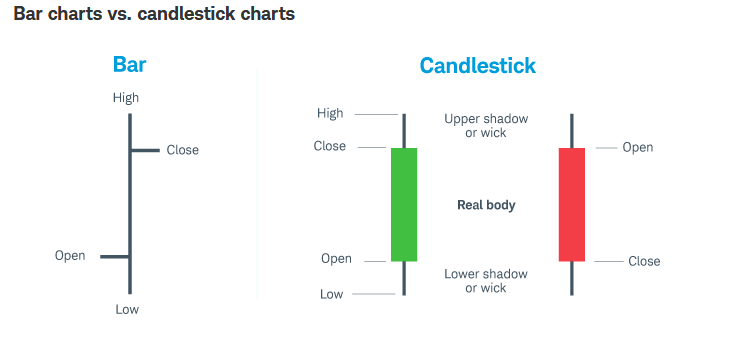 Bar charts vs. candlestick charts
Bar
High
Close
Open
Low
Candlestick
High
Close
Open
Low
Upper shadow
or wick
Real body
Lower shadow
or wick
Open
Close